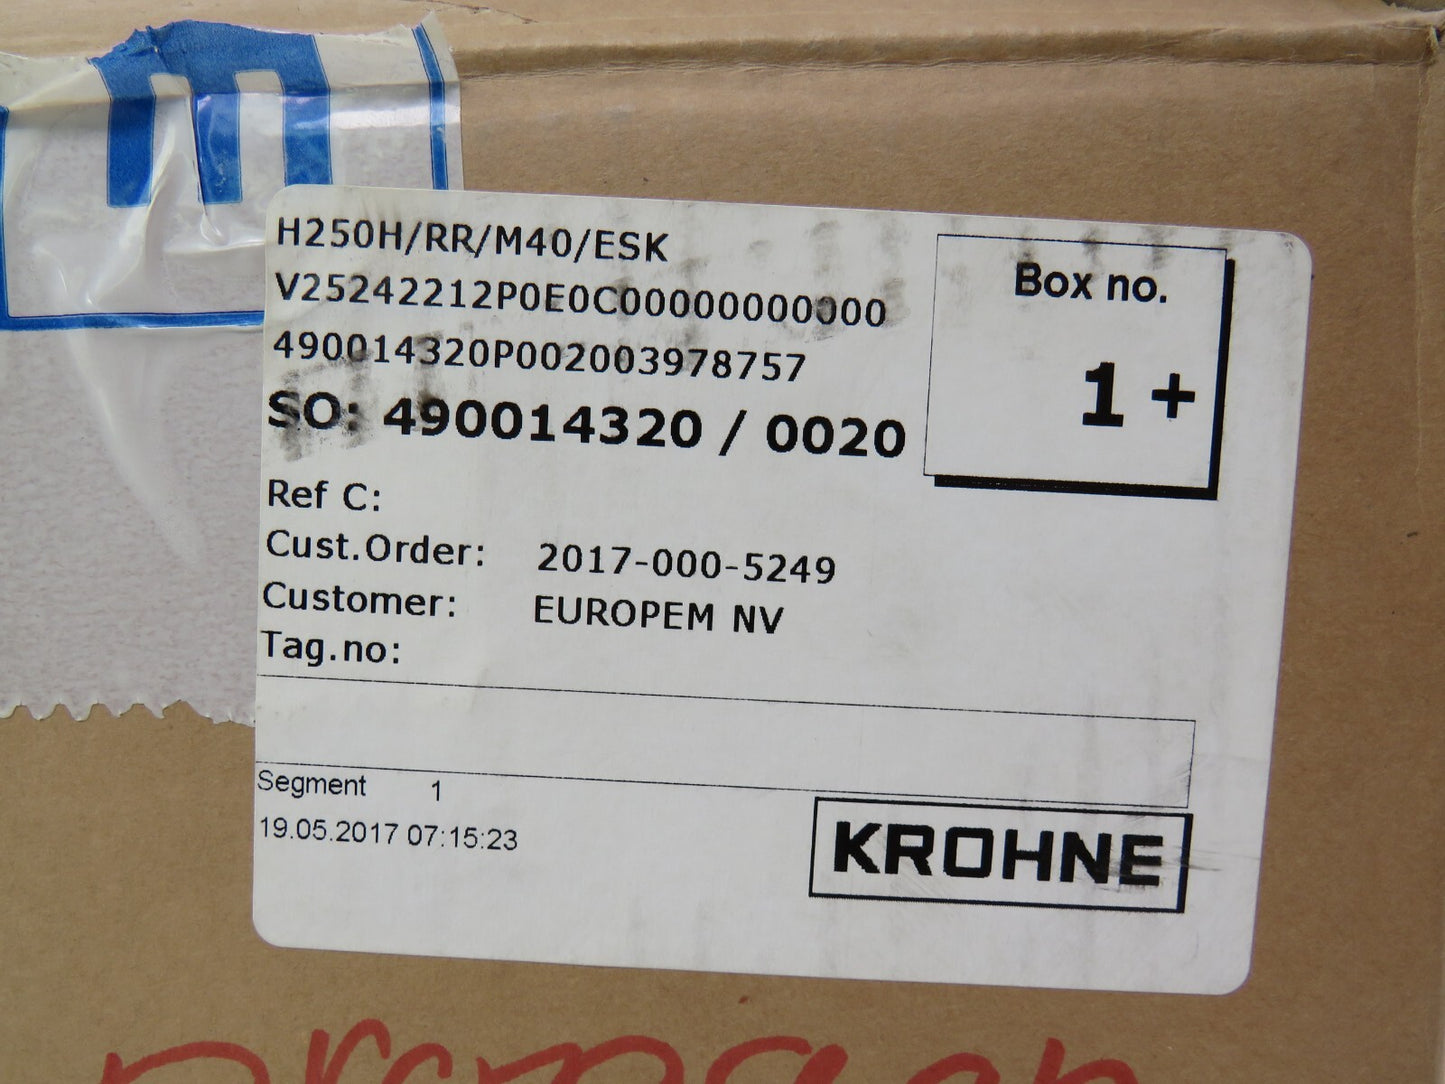 H250H/RR/M40/ESK
V25242212P0E0C00000000000
490014320P002003978757
SO: 490014320 / 0020
Box no.
1 +
Ref C:
Cust.Order: 2017-000-5249
Customer: EUROPEM NV
Tag.no:
Segment 1
19.05.2017 07:15:23
KROHNE